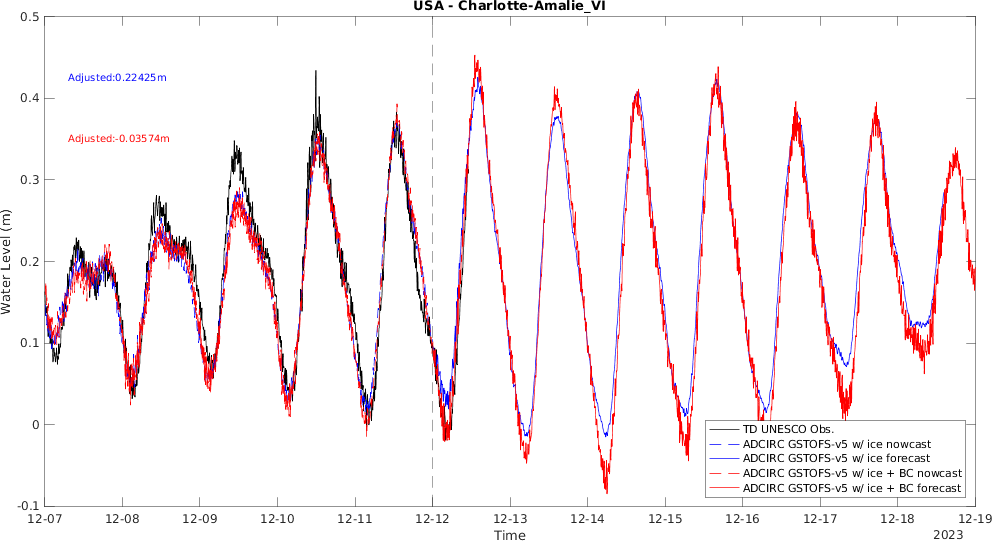 USA - Charlotte-Amalie_VI
0.5
Adjusted:0.22425m
0.4
Adjusted:-0.03574m
0.3
Water Level (m)
0.2
0.1
0
-0.1
TD UNESCO Obs.
ADCIRC GSTOFS-v5 w/ ice nowcast
ADCIRC GSTOFS-v5 w/ ice forecast
ADCIRC GSTOFS-v5 w/ ice + BC nowcast
ADCIRC GSTOFS-v5 w/ ice + BC forecast
12-07 12-08 12-09 12-10 12-11 12-12 12-13 12-14 12-15 12-16 12-17 12-18 12-19
Time
2023